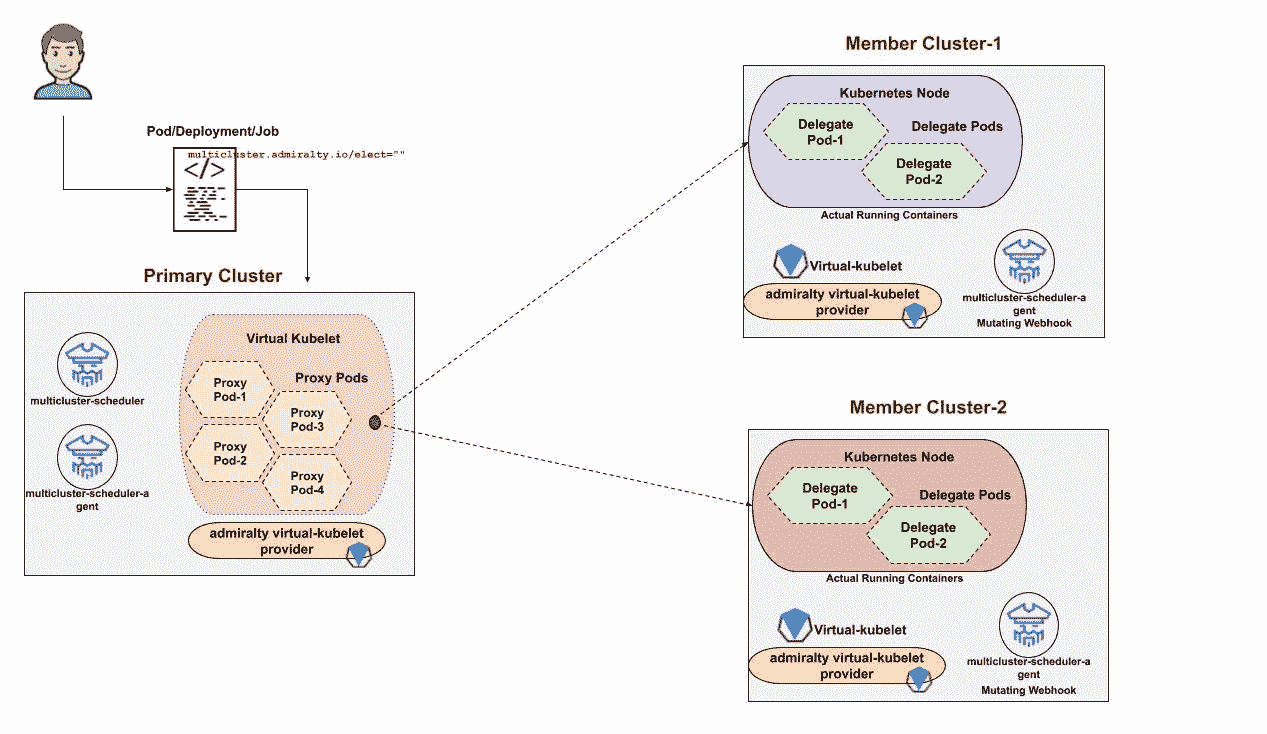 Pod/Deployment/Job
multicluster.admiralty.io/elect=""
</>
Primary Cluster
Virtual Kubelet
Proxy Pods
Proxy
Pod-1
Proxy
Pod-3
Proxy
Pod-2
Proxy
Pod-4
multicluster-scheduler
multicluster-scheduler-a
gent
admiralty virtual-kubelet
provider
Member Cluster-1
Kubernetes Node
Delegate
Pod-1
Delegate Pods
Delegate
Pod-2
Actual Running Containers
Virtual-kubelet
admiralty virtual-kubelet
provider
multicluster-scheduler-a
gent
Mutating Webhook
Member Cluster-2
Kubernetes Node
Delegate
Pod-1
Delegate Pods
Delegate
Pod-2
Actual Running Containers
Virtual-kubelet
admiralty virtual-kubelet
provider
multicluster-scheduler-a
gent
Mutating Webhook